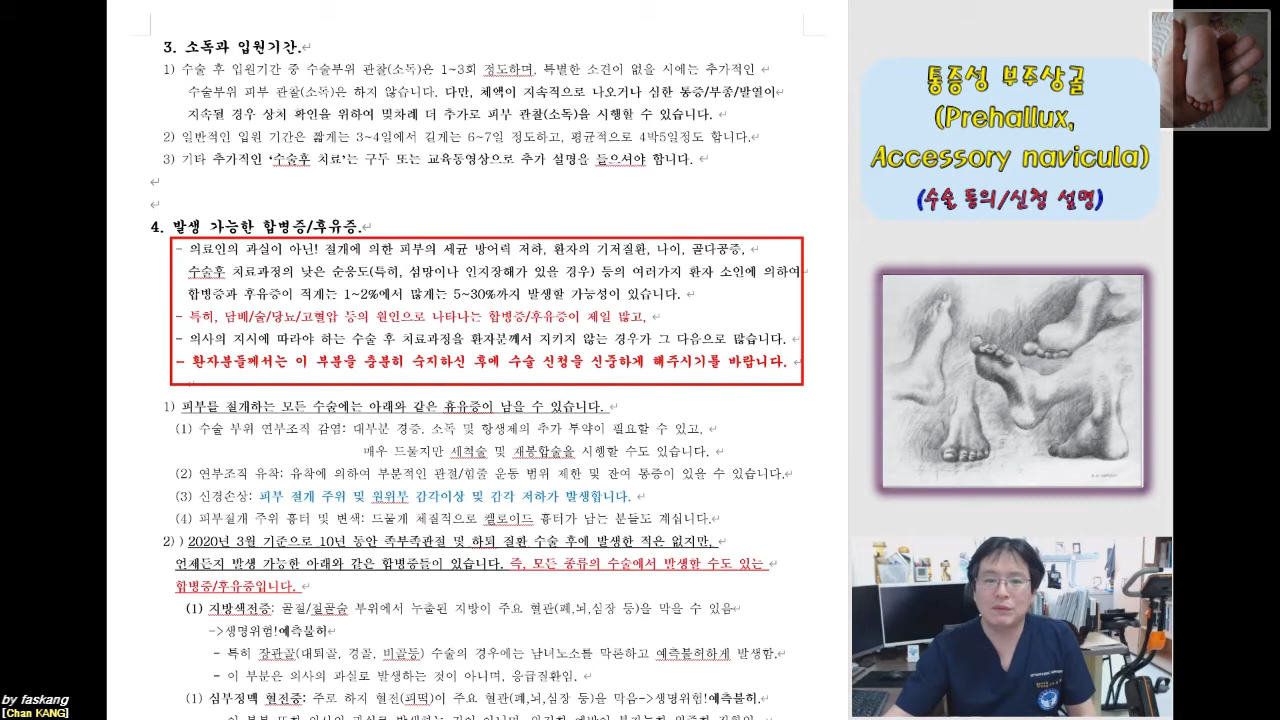 3. 소독과 입원기간.
1) 수술 후 입원기간 중 수술부위 관찰(소독)은 1~3회 정도하며, 특별한 소견이 없을 시에는 추가적인
수술부위 피부 관찰(소독)은 하지 않습니다. 다만, 체액이 지속적으로 나오거나 심한 통증/부종/발열이
지속될 경우 상처 확인을 위하여 몇차례 더 추가로 피부 관찰(소독)을 시행할 수 있습니다.
2) 일반적인 입원 기간은 짧게는 3~4일에서 길게는 6~7일 정도하고, 평균적으로 4박5일정도 합니다.
3) 기타 추가적인 '수술후 치료'는 구두 또는 교육동영상으로 추가 설명을 들으셔야 합니다.
4. 발생 가능한 합병증/후유증.
- 의료인의 과실이 아닌! 절개에 의한 피부의 세균 방어력 저하, 환자의 기저질환, 나이, 골다공증,
수술후 치료과정의 낮은 순응도(특히, 섬망이나 인지장해가 있을 경우) 등의 여러가지 환자 소인에 의하여
합병증과 후유증이 적게는 1~2%에서 많게는 5~30%까지 발생할 가능성이 있습니다.
- 특히, 담배/술/당뇨/고혈압 등의 원인으로 나타나는 합병증/후유증이 제일 많고,
- 의사의 지시에 따라야 하는 수술 후 치료과정을 환자분께서 지키지 않는 경우가 그 다음으로 많습니다.
- 환자분들께서는 이 부분을 충분히 숙지하신 후에 수술 신청을 신중하게 해주시기를 바랍니다.
1) 피부를 절개하는 모든 수술에는 아래와 같은 휴유증이 남을 수 있습니다.
(1) 수술 부위 연부조직 감염: 대부분 경증. 소독 및 항생제의 추가 투약이 필요할 수 있고,
매우 드물지만 세척술 및 재봉합술을 시행할 수도 있습니다.
(2) 연부조직 유착: 유착에 의하여 부분적인 관절/힘줄 운동 범위 제한 및 잔여 통증이 있을 수 있습니다.
(3) 신경손상: 피부 절개 주위 및 원위부 감각이상 및 감각 저하가 발생합니다.
(4) 피부절개 주위 흉터 및 변색: 드물게 체질적으로 켈로이드 흉터가 남는 분들도 계십니다.
2) ) 2020년 3월 기준으로 10년 동안 족부족관절 및 하퇴 질환 수술 후에 발생한 적은 없지만,
언제든지 발생 가능한 아래와 같은 합병증들이 있습니다. 즉, 모든 종류의 수술에서 발생할 수도 있는
합병증/후유증입니다.
(1) 지방색전증: 골절/절골술 부위에서 누출된 지방이 주요 혈관(폐,뇌,심장 등)을 막을 수 있음
->생명위험!예측불허
- 특히 장관골(대퇴골, 경골, 비골등) 수술의 경우에는 남녀노소를 막론하고 예측불허하게 발생함.
- 이 부분은 의사의 과실로 발생하는 것이 아니며, 응급질환임.
(1) 심부정맥 혈전증: 주로 하지 혈전(피떡)이 주요 혈관(폐,뇌,심장 등)을 막음->생명위험!예측불허.
통증성 부주상골
(Prehallux,
Accessory navicula)
(수술 동의/신청 설명)
by faskang
[Chan KANG]